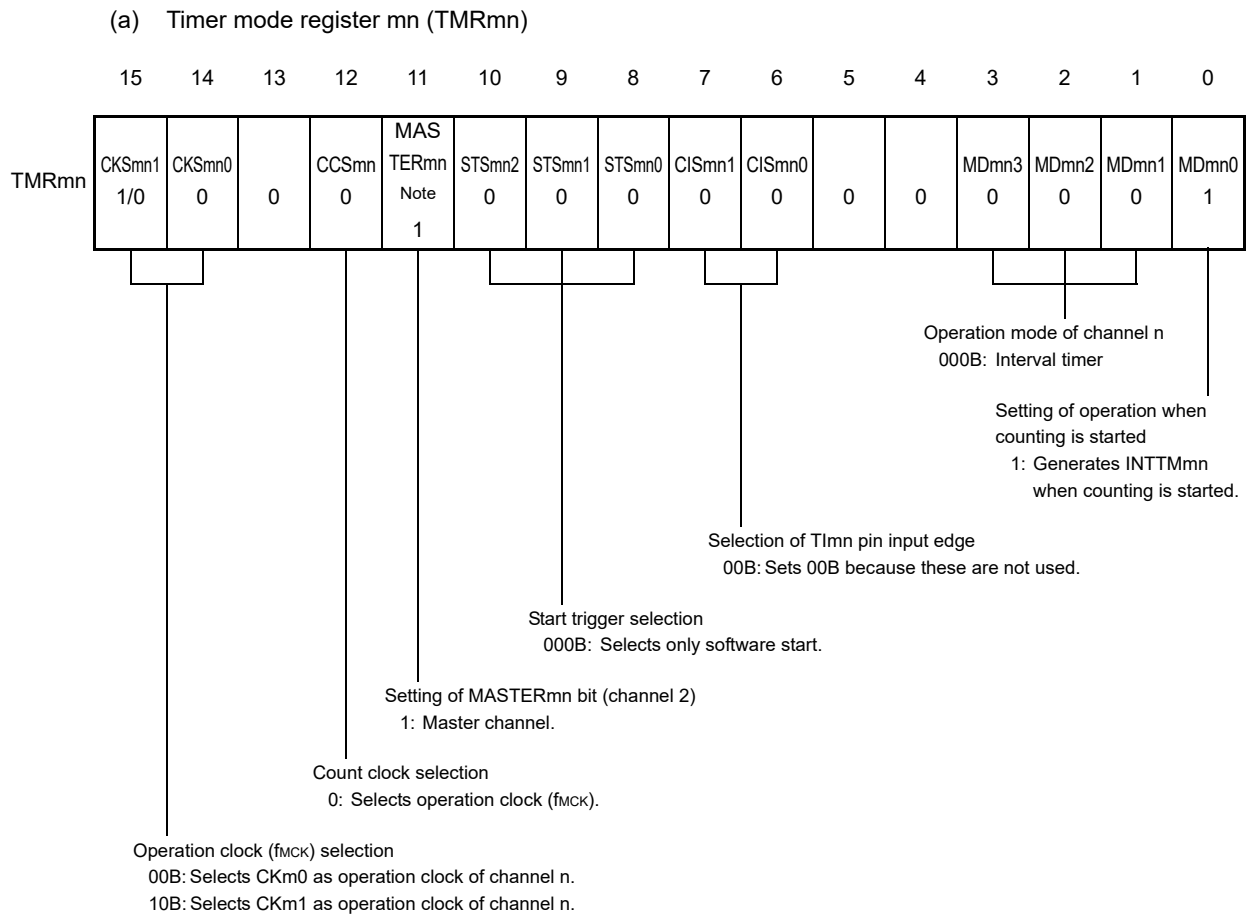 (a) Timer mode register mn (TMRmn)
15 14 13 12 11 10 9 8 7 6 5 4 3 2 1 0
TMRmn CKSmn1 CKSmn0 CCSmn MAS TERmn Note STSmn2 STSmn1 STSmn0 CISmn1 CISmn0 MDmn3 MDmn2 MDmn1 MDmn0
1/0 0 0 0 1 0 0 0 0 0 0 0 0 0 0 1
Operation mode of channel n
000B: Interval timer
Setting of operation when
counting is started
1: Generates INTTMmn
when counting is started.
Selection of TImn pin input edge
00B: Sets 00B because these are not used.
Start trigger selection
000B: Selects only software start.
Setting of MASTERmn bit (channel 2)
1: Master channel.
Count clock selection
0: Selects operation clock (fMCK).
Operation clock (fMCK) selection
00B: Selects CKm0 as operation clock of channel n.
10B: Selects CKm1 as operation clock of channel n.